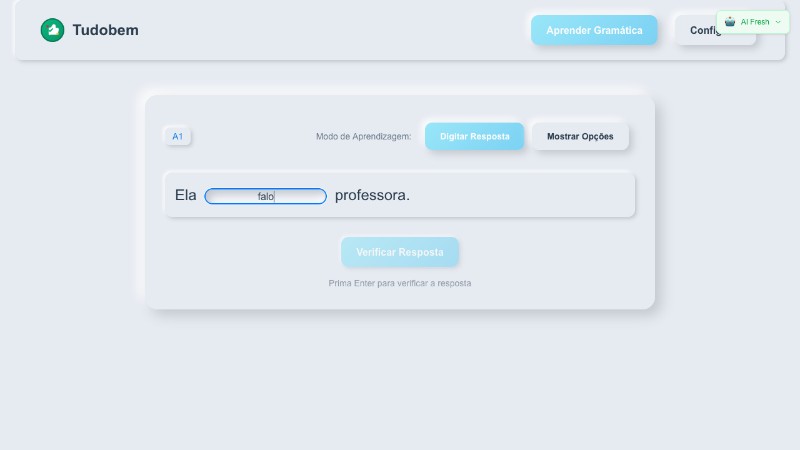 Tudobem
Aprender Gramática
Config
AI Fresh
A1
Modo de Aprendizagem:
Digitar Resposta
Mostrar Opções
Ela falo professora.
Verificar Resposta
Prima Enter para verificar a resposta